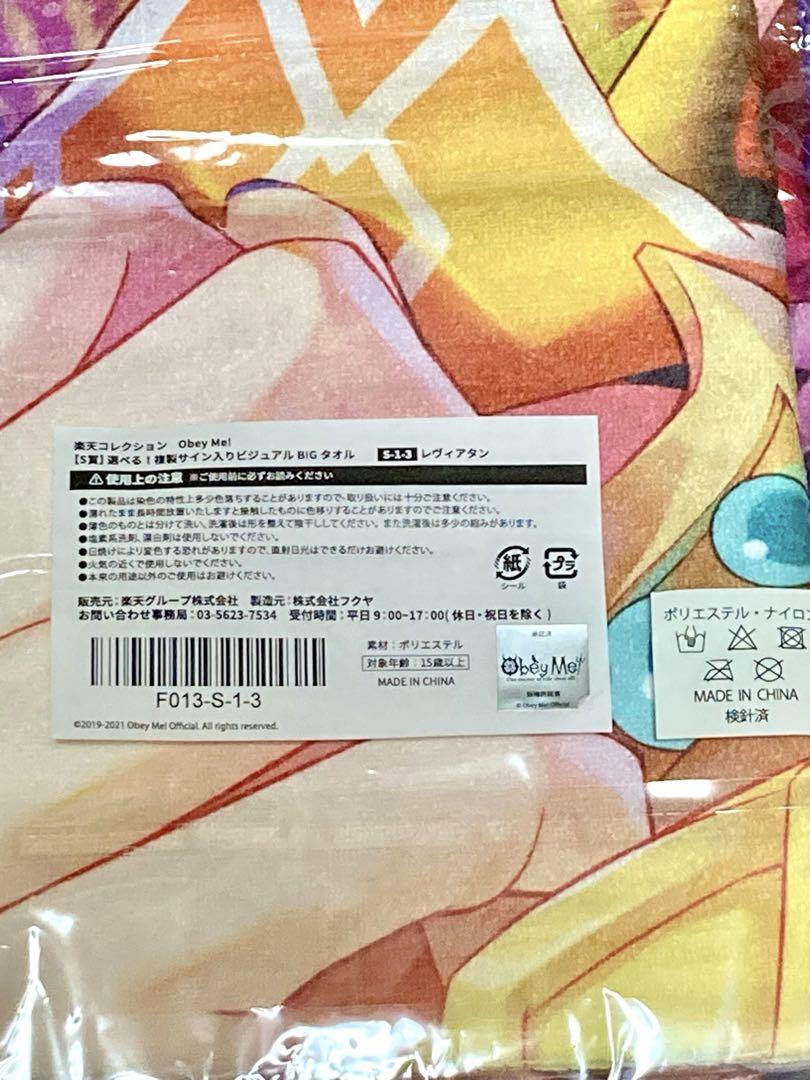 楽天コレクション Obey Me!
【S賞】選べる！複製サイン入りビジュアルBIGタオル S-1-3 レヴィアタン
使用上の注意 ※ご使用前に必ずお読みください
●この製品は染色の特性上多少色落ちすることがありますので、取り扱いには十分ご注意ください。
●濡れたまま長時間放置いたしますと接触したものに色移りすることがありますのでご注意ください。
●薄色のものとは分けて洗い、洗濯後は形を整えて陰干ししてください。また洗濯後は多少の縮みがあります。
●塩素系洗剤、漂白剤は使用しないでください。
●日焼けにより変色する恐れがありますので、直射日光はできるだけお避けください。
●火気の近くで使用しないでください。
●本来の用途以外のご使用はお避けください。
紙
シール
プラ
袋
販売元：楽天グループ株式会社 製造元：株式会社フクヤ
お問い合わせ事務局：03-5623-7534 受付時間：平日9:00~17:00(休日・祝日を除く)
F013-S-1-3
素材：ポリエステル
対象年齢：15歳以上
MADE IN CHINA
承認済
Obey Me!
版権許諾書
© Obey Me! Official
©2019-2021 Obey Me! Official. All rights reserved.
ポリエステル・ナイロン
MADE IN CHINA
検針済